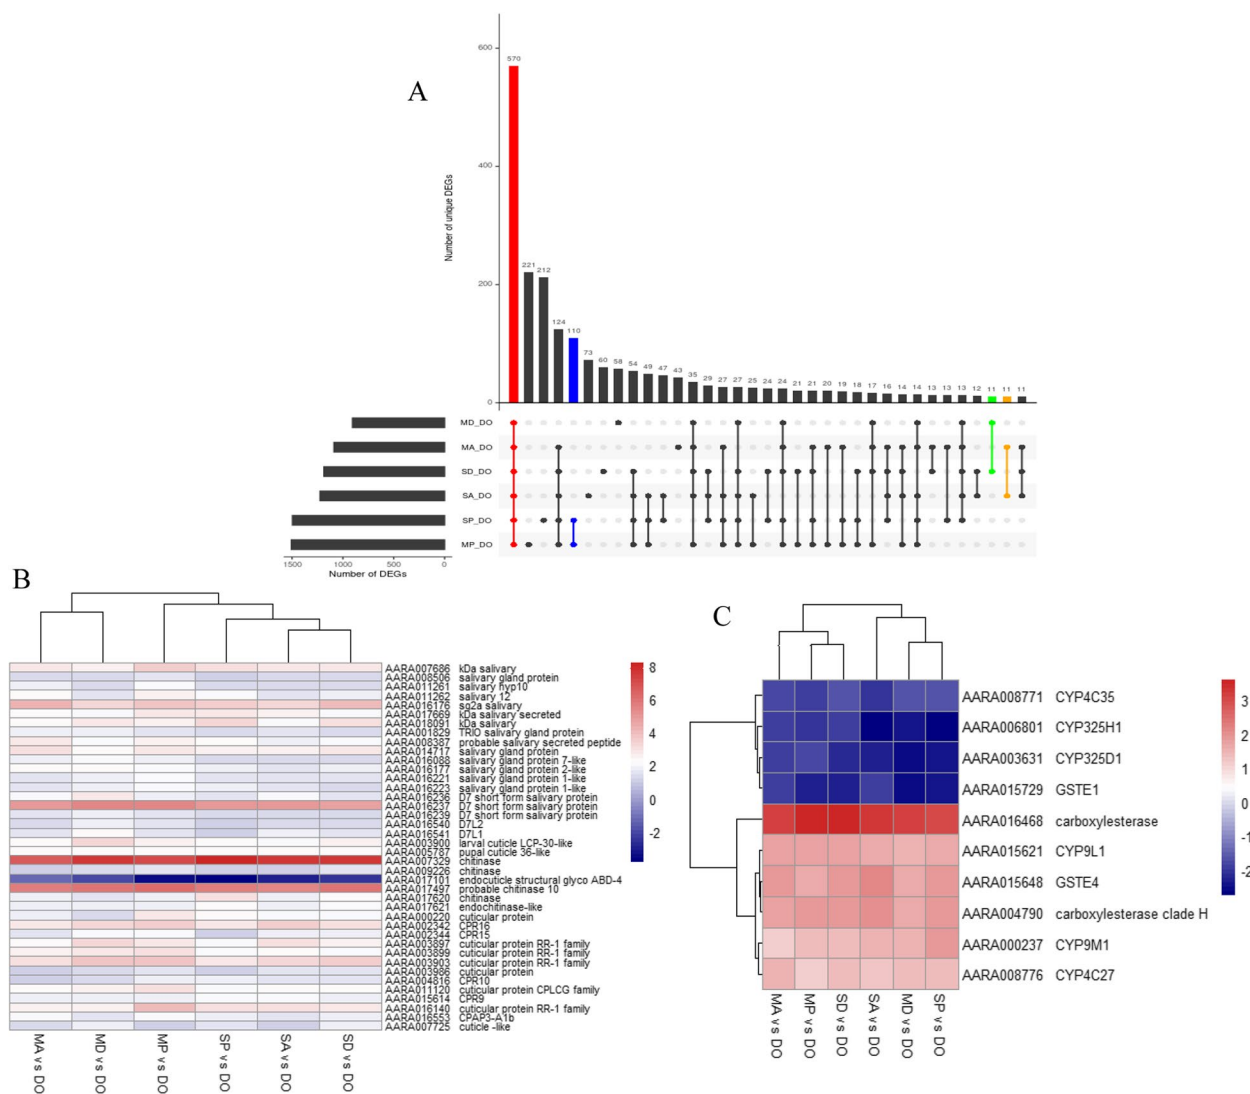 A
Number of unique DEGs
600
400
200
0
570
221
212
124
110
73
60
58
54
49
47
43
35
29
27
27
25
24
24
21
21
20
19
18
17
16
14
14
13
13
13
12
11
11
11
MD_DO
MA_DO
SD_DO
SA_DO
SP_DO
MP_DO
1500
1000
500
0
Number of DEGs
B
AARA007686 kDa salivary
AARA008506 salivary gland protein
AARA011261 salivary hyp10
AARA011262 salivary 12
AARA016176 sg2a salivary
AARA017669 kDa salivary secreted
AARA018091 kDa salivary
AARA001829 TRIO salivary gland protein
AARA008387 probable salivary secreted peptide
AARA014717 salivary gland protein
AARA016088 salivary gland protein 7-like
AARA016177 salivary gland protein 2-like
AARA016221 salivary gland protein 1-like
AARA016223 salivary gland protein 1-like
AARA016236 D7 short form salivary protein
AARA016237 D7 short form salivary protein
AARA016239 D7 short form salivary protein
AARA016540 D7L2
AARA016541 D7L1
AARA003900 larval cuticle LCP-30-like
AARA005787 pupal cuticle 36-like
AARA007329 chitinase
AARA009226 chitinase
AARA017101 endocuticle structural glyco ABD-4
AARA017497 probable chitinase 10
AARA017620 chitinase
AARA017621 endochitinase-like
AARA000220 cuticular protein
AARA002342 CPR16
AARA002344 CPR15
AARA003897 cuticular protein RR-1 family
AARA003899 cuticular protein RR-1 family
AARA003903 cuticular protein RR-1 family
AARA003986 cuticular protein
AARA004816 CPR10
AARA011120 cuticular protein CPLCG family
AARA015614 CPR9
AARA016140 cuticular protein RR-1 family
AARA016553 CPAP3-A1b
AARA007725 cuticle -like
MA vs DO
MD vs DO
MP vs DO
SP vs DO
SA vs DO
SD vs DO
8
6
4
2
0
-2
C
AARA008771 CYP4C35
AARA006801 CYP325H1
AARA003631 CYP325D1
AARA015729 GSTE1
AARA016468 carboxylesterase
AARA015621 CYP9L1
AARA015648 GSTE4
AARA004790 carboxylesterase clade H
AARA000237 CYP9M1
AARA008776 CYP4C27
MA vs DO
MP vs DO
SD vs DO
SA vs DO
MD vs DO
SP vs DO
3
2
1
0
-1
-2